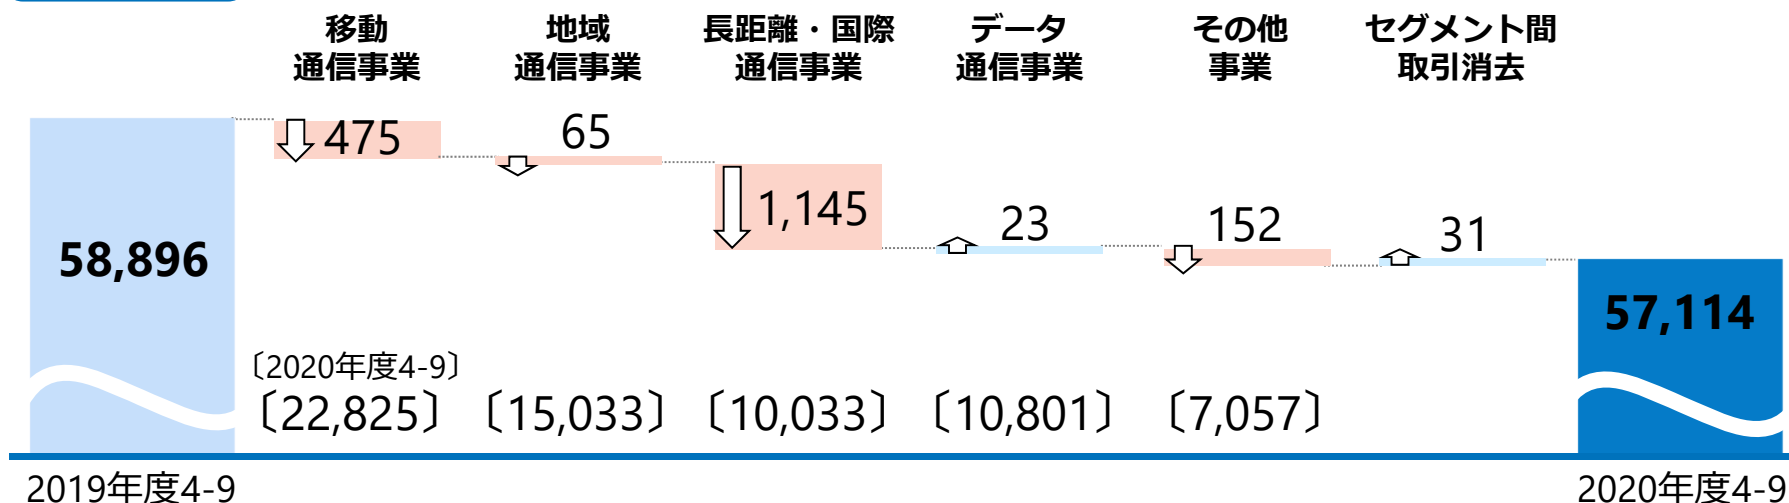 移動
通信事業
地域
通信事業
長距離・国際
通信事業
データ
通信事業
その他
事業
セグメント間
取引消去
475
65
1,145
23
152
31
58,896
57,114
〔2020年度4-9〕
〔22,825〕
〔15,033〕
〔10,033〕
〔10,801〕
〔7,057〕
2019年度4-9
2020年度4-9